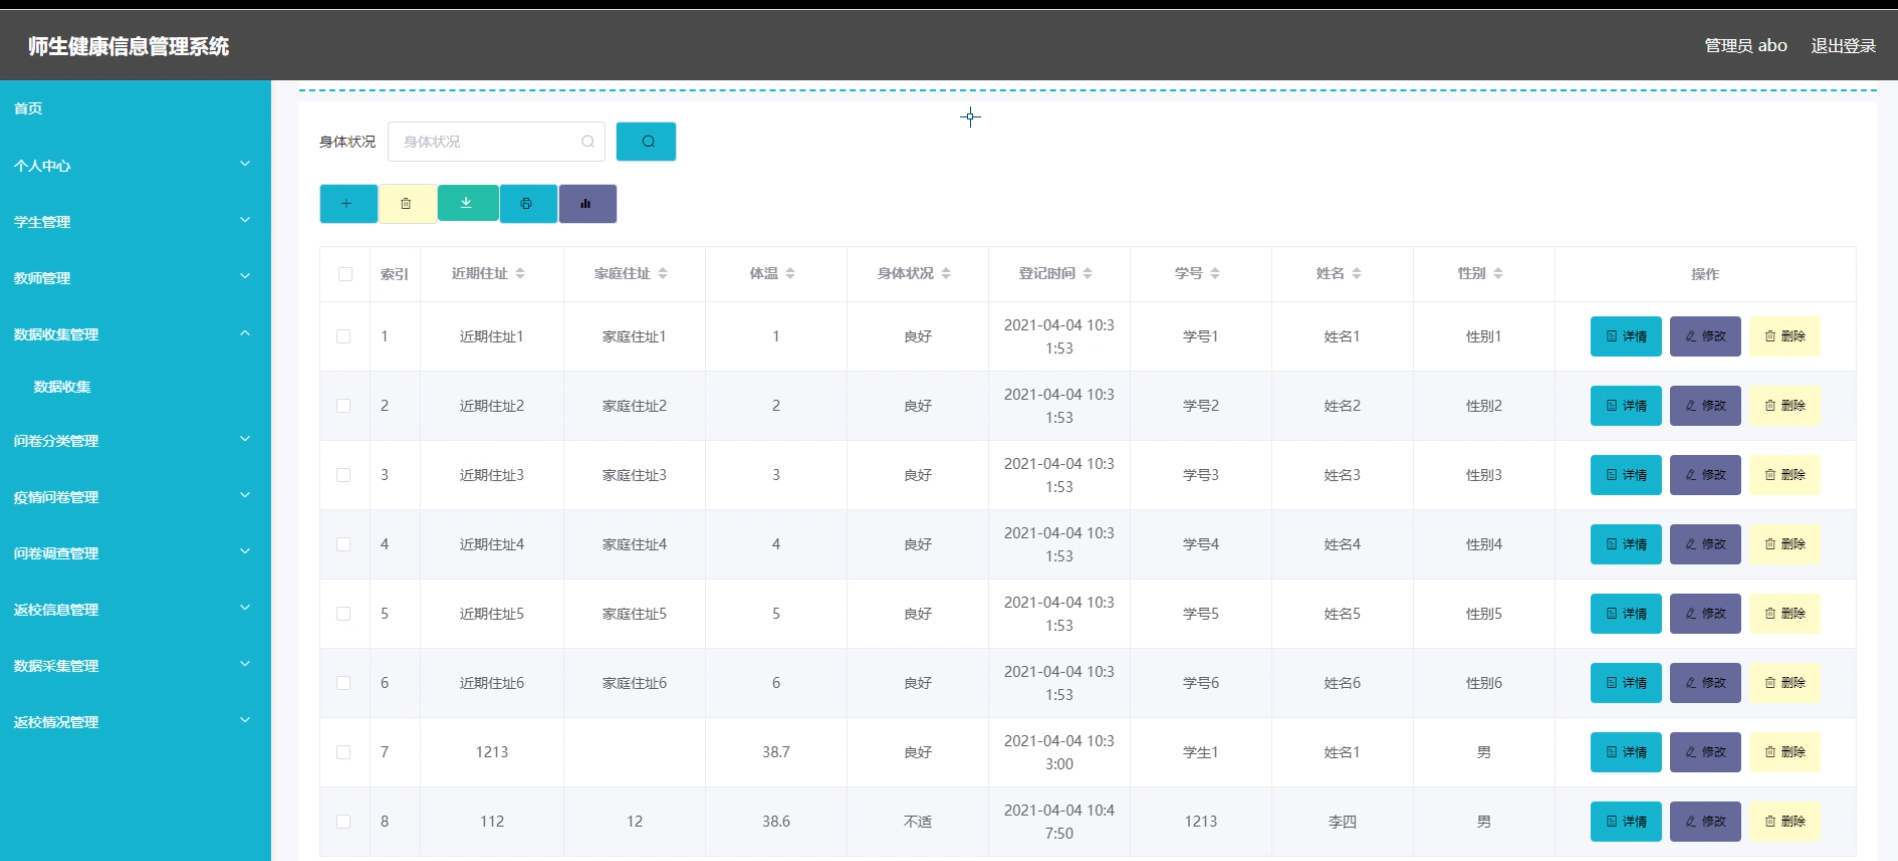 师生健康信息管理系统
管理员 abo 退出登录
首页
个人中心
学生管理
教师管理
数据收集管理
数据收集
问卷分类管理
疫情问卷管理
问卷调查管理
返校信息管理
数据采集管理
返校情况管理
身体状况 身体状况
索引 近期住址 家庭住址 体温 身体状况 登记时间 学号 姓名 性别 操作
1 近期住址1 家庭住址1 1 良好 2021-04-04 10:3 学号1 姓名1 性别1 详情 修改 删除
1:53
2 近期住址2 家庭住址2 2 良好 2021-04-04 10:3 学号2 姓名2 性别2 详情 修改 删除
1:53
3 近期住址3 家庭住址3 3 良好 2021-04-04 10:3 学号3 姓名3 性别3 详情 修改 删除
1:53
4 近期住址4 家庭住址4 4 良好 2021-04-04 10:3 学号4 姓名4 性别4 详情 修改 删除
1:53
5 近期住址5 家庭住址5 5 良好 2021-04-04 10:3 学号5 姓名5 性别5 详情 修改 删除
1:53
6 近期住址6 家庭住址6 6 良好 2021-04-04 10:3 学号6 姓名6 性别6 详情 修改 删除
1:53
7 1213 38.7 良好 2021-04-04 10:3 学生1 姓名1 男 详情 修改 删除
3:00
8 112 12 38.6 不适 2021-04-04 10:4 1213 李四 男 详情 修改 删除
7:50